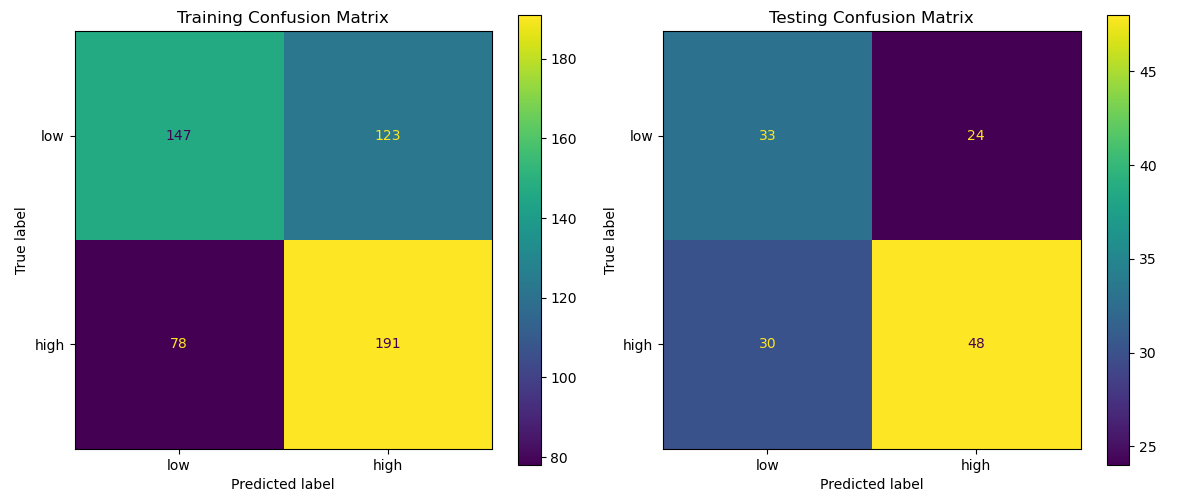 Training Confusion Matrix
True label
low
high
147
123
78
191
low
high
Predicted label
180
160
140
120
100
80
Testing Confusion Matrix
True label
low
high
33
24
30
48
low
high
Predicted label
45
40
35
30
25